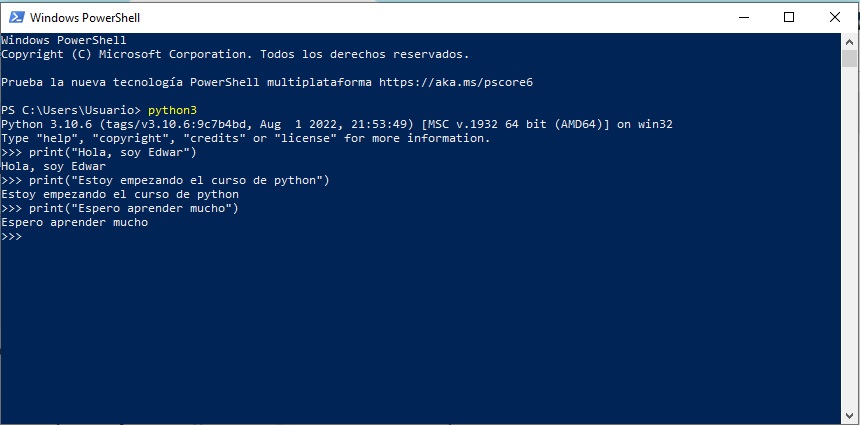 Windows PowerShell
Windows PowerShell
Copyright (C) Microsoft Corporation. Todos los derechos reservados.
Prueba la nueva tecnología PowerShell multiplataforma https://aka.ms/pscore6
PS C:\Users\Usuario> python3
Python 3.10.6 (tags/v3.10.6:9c7b4bd, Aug  1 2022, 21:53:49) [MSC v.1932 64 bit (AMD64)] on win32
Type "help", "copyright", "credits" or "license" for more information.
>>> print("Hola, soy Edwar")
Hola, soy Edwar
>>> print("Estoy empezando el curso de python")
Estoy empezando el curso de python
>>> print("Espero aprender mucho")
Espero aprender mucho
>>>